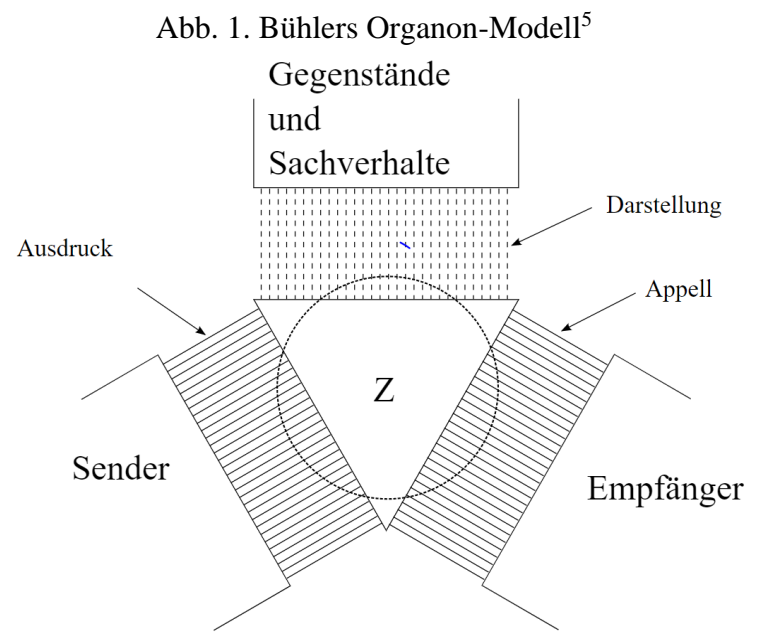 Abb. 1. Bühlers Organon-Modell⁵
Gegenstände
und
Sachverhalte
Darstellung
Ausdruck
Appell
Z
Sender
Empfänger